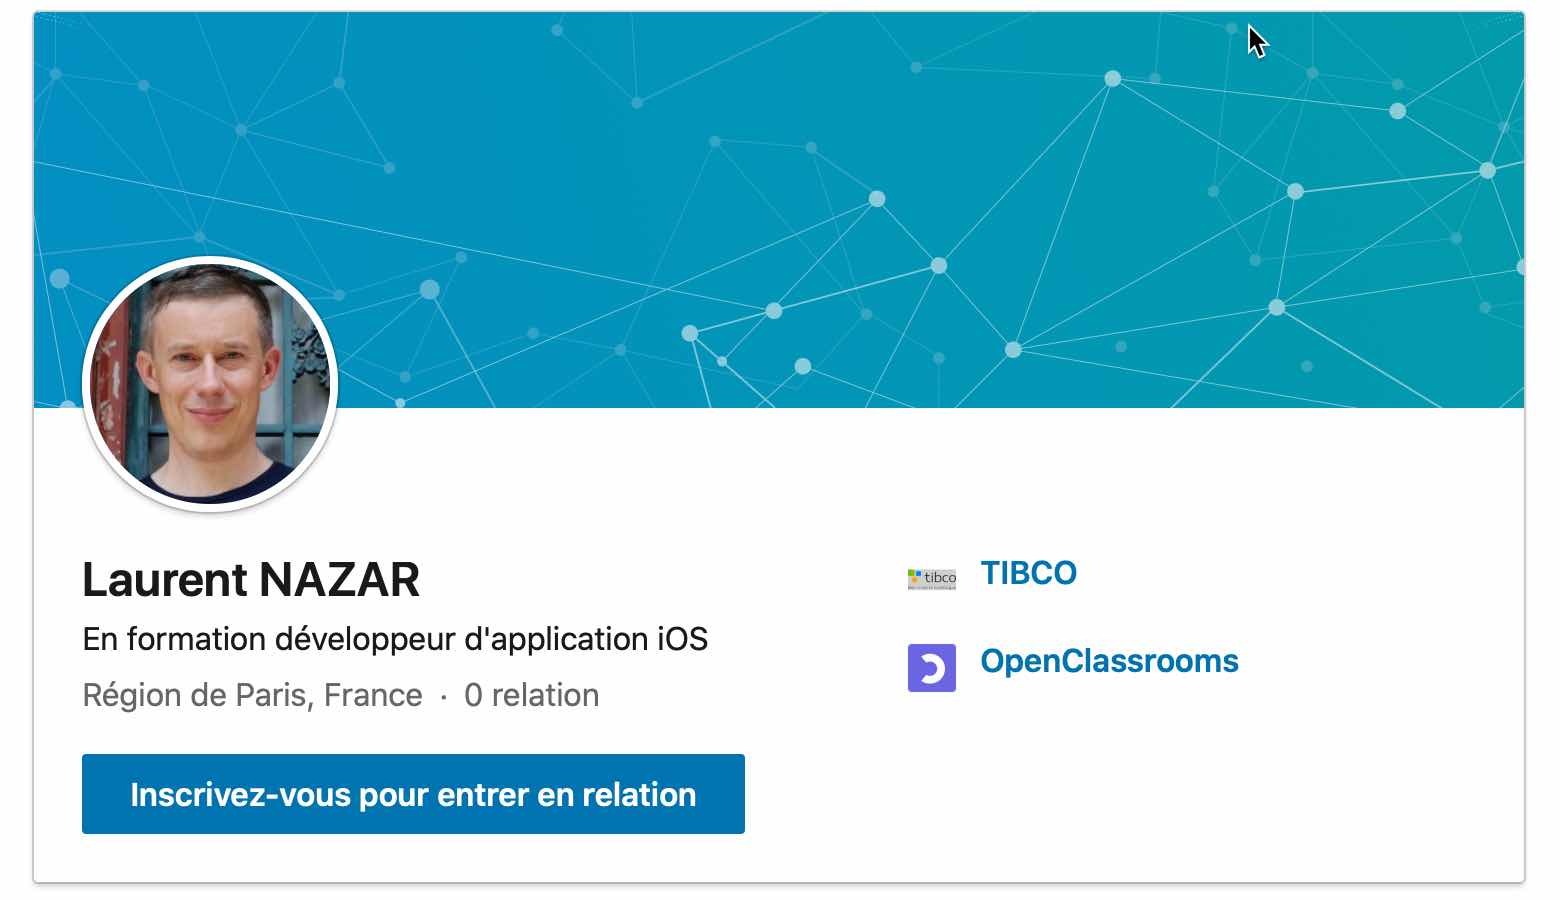 Laurent NAZAR
En formation développeur d'application iOS
Région de Paris, France · 0 relation
Inscrivez-vous pour entrer en relation
tibco
TIBCO
OpenClassrooms